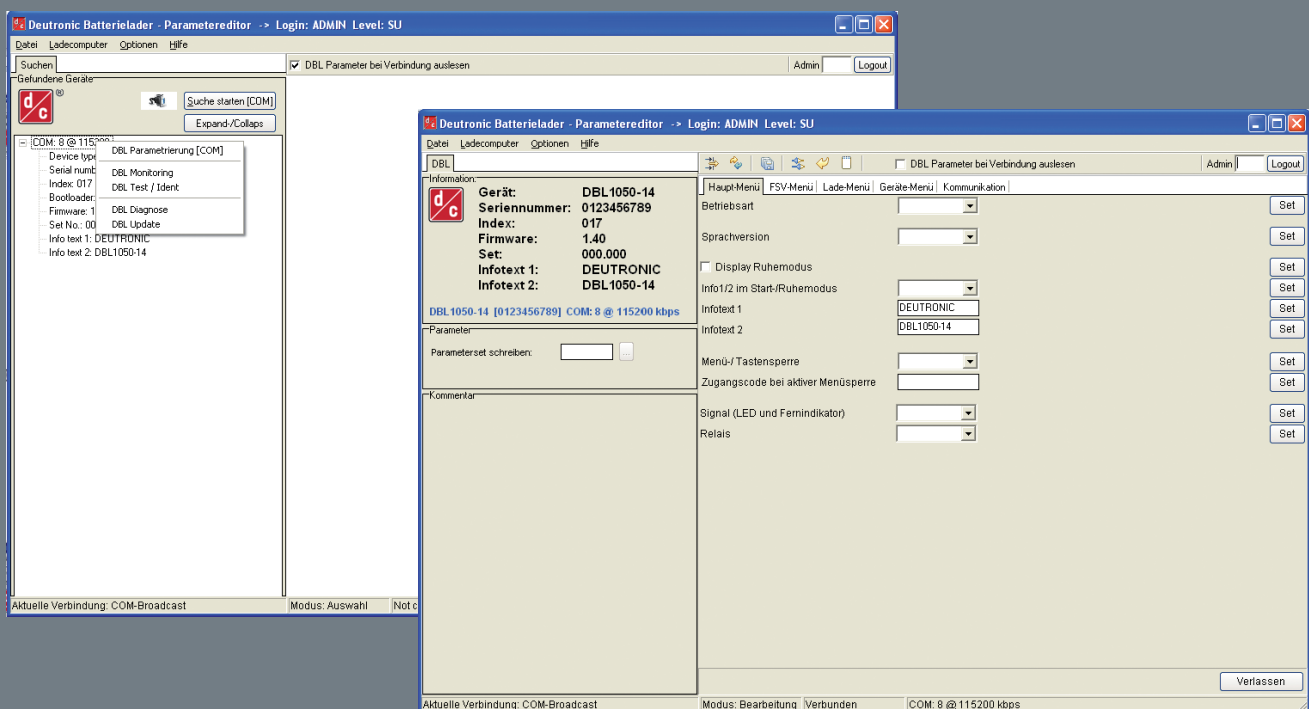 Deutronic Batterielader - Parametereditor -> Login: ADMIN Level: SU
Datei Ladecomputer Optionen Hilfe
Suchen
DBL Parameter bei Verbindung auslesen
Admin
Logout
Gefundene Geräte
d/c ®
Suche starten [COM]
Expand-/Collaps
COM: 8 @ 115200
Device type
Serial numb
Index: 017
Bootloader:
Firmware: 1
Set No.: 00
Info text 1: DEUTRONIC
Info text 2: DBL1050-14
DBL Parametrierung [COM]
DBL Monitoring
DBL Test / Ident
DBL Diagnose
DBL Update
Aktuelle Verbindung: COM-Broadcast
Modus: Auswahl
Not c
Deutronic Batterielader - Parametereditor -> Login: ADMIN Level: SU
Datei Ladecomputer Optionen Hilfe
DBL
DBL Parameter bei Verbindung auslesen
Admin
Logout
Information:
d/c
Gerät: DBL1050-14
Seriennummer: 0123456789
Index: 017
Firmware: 1.40
Set: 000.000
Infotext 1: DEUTRONIC
Infotext 2: DBL1050-14
DBL1050-14 [0123456789] COM: 8 @ 115200 kbps
Parameter
Parameterset schreiben: ...
Kommentar
Haupt-Menü FSV-Menü Lade-Menü Geräte-Menü Kommunikation
Betriebsart Set
Sprachversion Set
Display Ruhemodus Set
Info1/2 im Start-/Ruhemodus Set
Infotext 1 DEUTRONIC Set
Infotext 2 DBL1050-14 Set
Menü-/ Tastensperre Set
Zugangscode bei aktiver Menüsperre Set
Signal (LED und Fernindikator) Set
Relais Set
Verlassen
Aktuelle Verbindung: COM-Broadcast
Modus: Bearbeitung
Verbunden
COM: 8 @ 115200 kbps